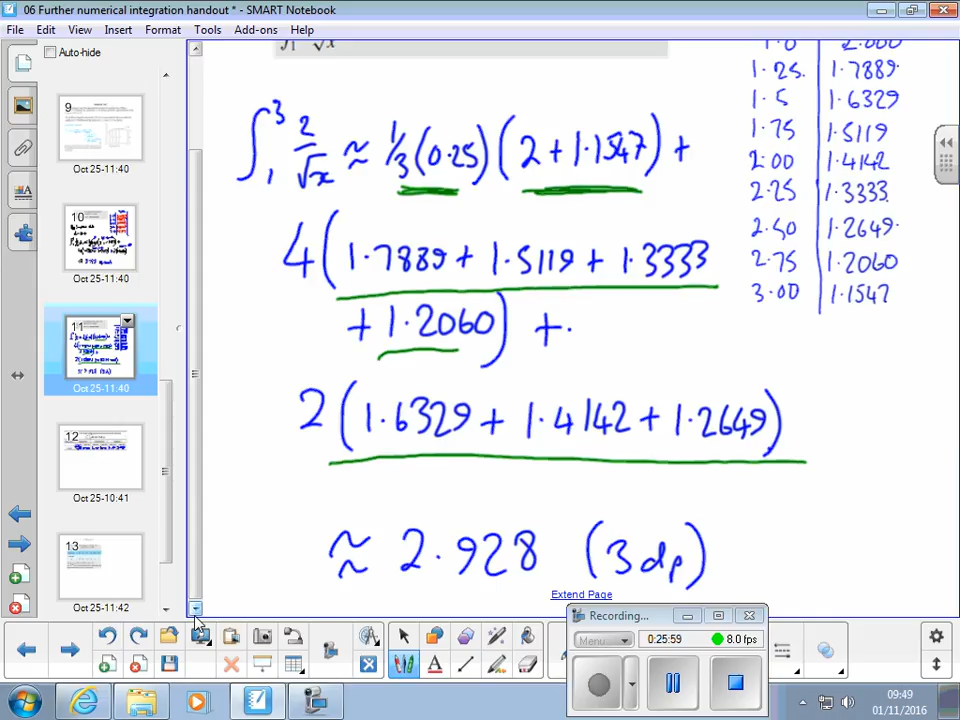 06 Further numerical integration handout * - SMART Notebook
File Edit View Insert Format Tools Add-ons Help
Auto-hide
9
Oct 25-11:40
10
Oct 25-11:40
11
Oct 25-11:40
12
Oct 25-10:41
13
Oct 25-11:42
1.0 2.000
1.25 1.7889
1.5 1.6329
1.75 1.5119
2.00 1.4142
2.25 1.3333
2.50 1.2649
2.75 1.2060
3.00 1.1547
∫₁³ 2/√x ≈ 1/3 (0.25) (2 + 1.1547) +
4 (1.7889 + 1.5119 + 1.3333
+ 1.2060) +
2 (1.6329 + 1.4142 + 1.2649)
≈ 2.928 (3dp)
Extend Page
Recording...
Menu 0:25:59 8.0 fps
09:49
01/11/2016